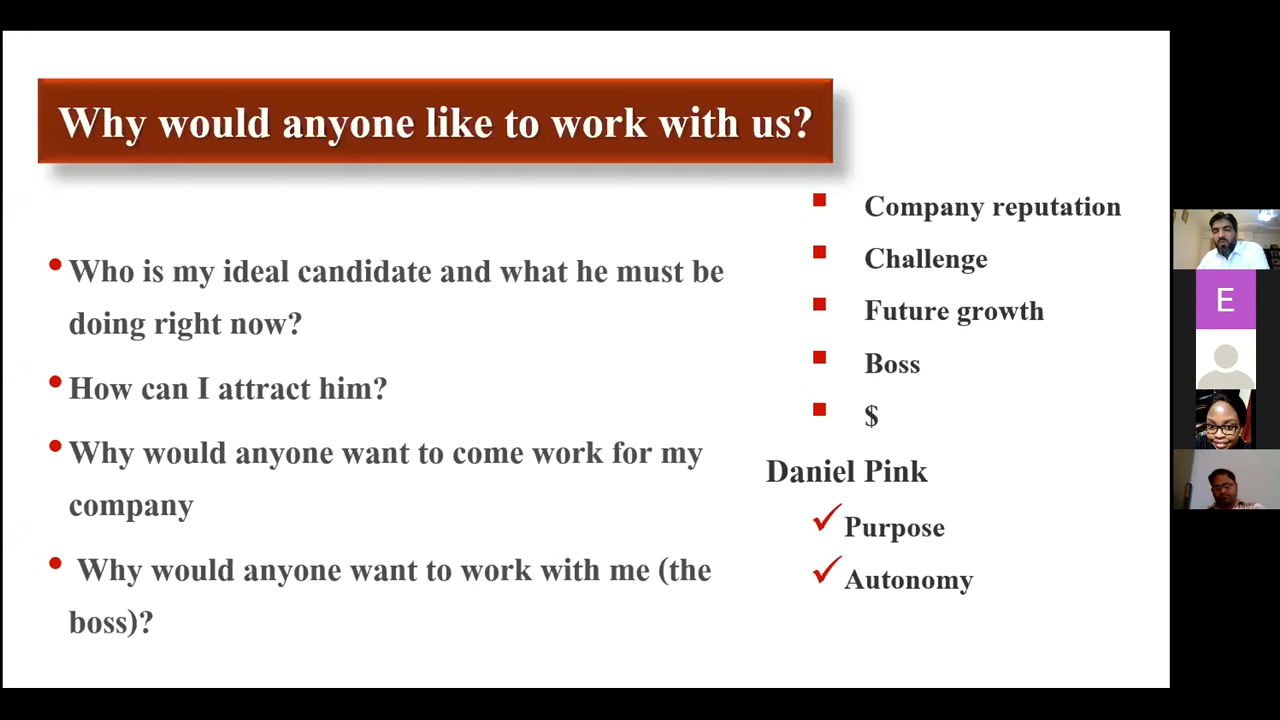 Why would anyone like to work with us?
• Who is my ideal candidate and what he must be
doing right now?
• How can I attract him?
• Why would anyone want to come work for my
company
• Why would anyone want to work with me (the
boss)?
▪ Company reputation
▪ Challenge
▪ Future growth
▪ Boss
▪ $
Daniel Pink
✓ Purpose
✓ Autonomy
E